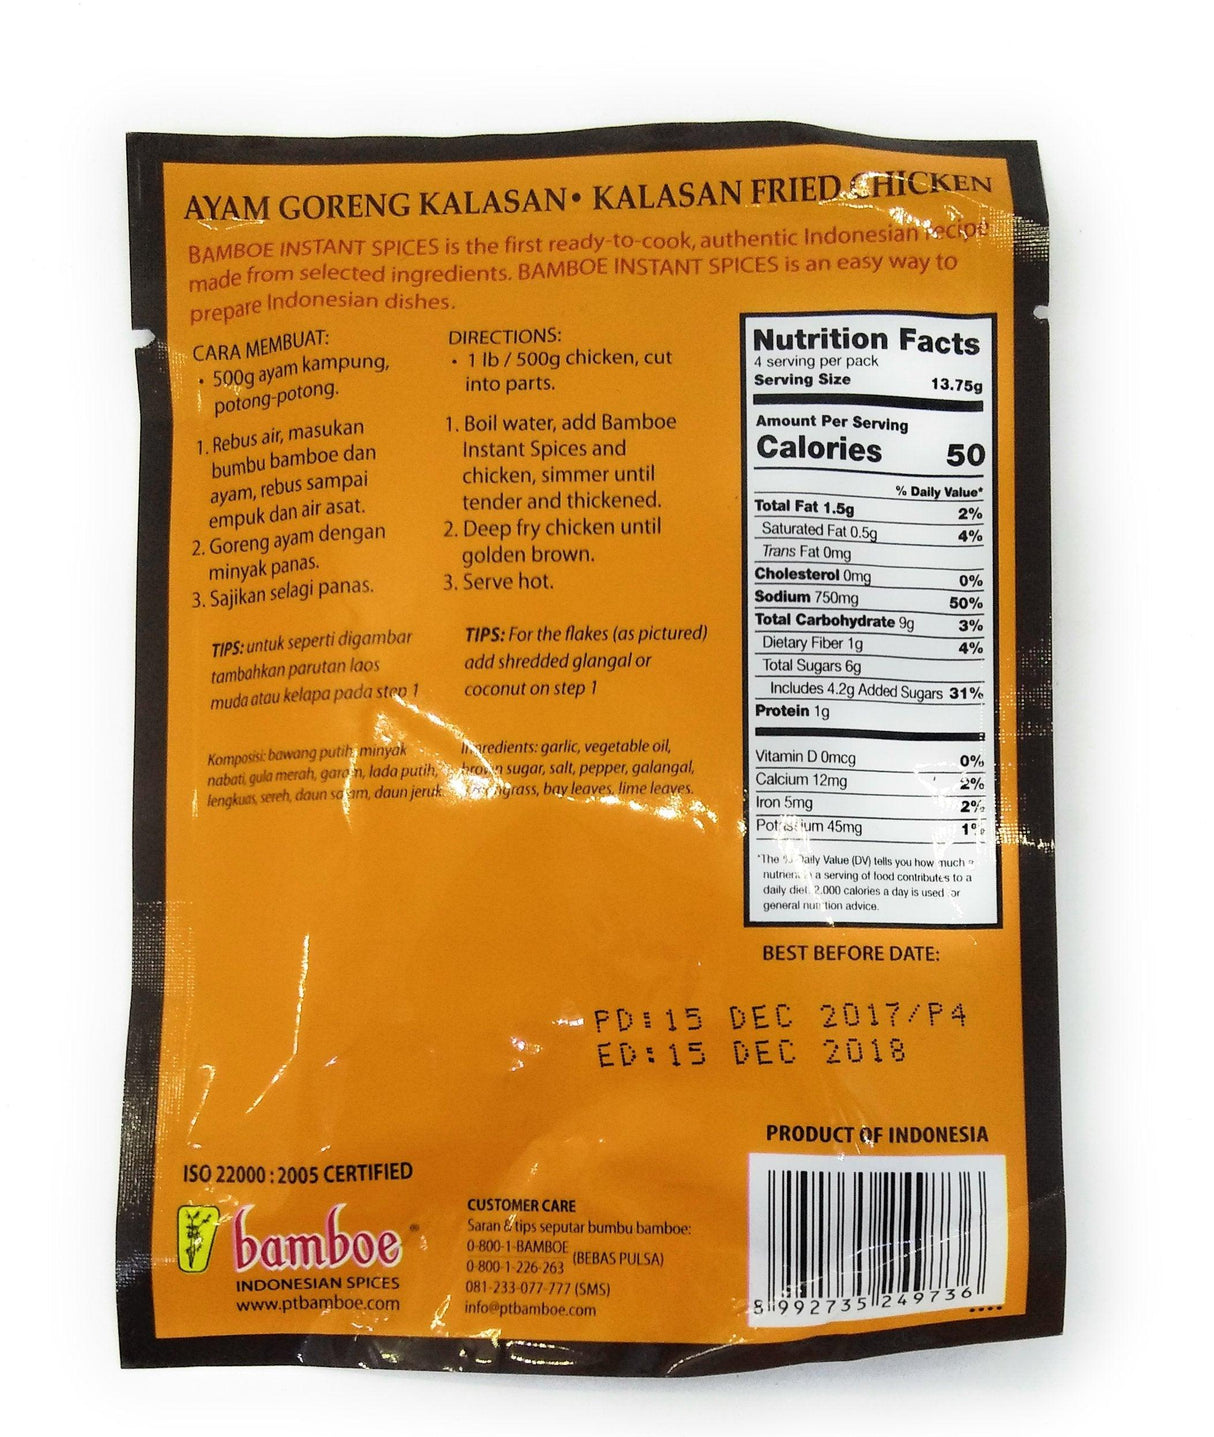 AYAM GORENG KALASAN • KALASAN FRIED CHICKEN
BAMBOE INSTANT SPICES is the first ready-to-cook, authentic Indonesian recipe
made from selected ingredients. BAMBOE INSTANT SPICES is an easy way to
prepare Indonesian dishes.
CARA MEMBUAT:
• 500g ayam kampung,
potong-potong.
1. Rebus air, masukan
bumbu bamboe dan
ayam, rebus sampai
empuk dan air asat.
2. Goreng ayam dengan
minyak panas.
3. Sajikan selagi panas.
TIPS: untuk seperti digambar
tambahkan parutan laos
muda atau kelapa pada step 1
Komposisi: bawang putih, minyak
nabati, gula merah, garam, lada putih,
lengkuas, sereh, daun salam, daun jeruk.
DIRECTIONS:
• 1 lb / 500g chicken, cut
into parts.
1. Boil water, add Bamboe
Instant Spices and
chicken, simmer until
tender and thickened.
2. Deep fry chicken until
golden brown.
3. Serve hot.
TIPS: For the flakes (as pictured)
add shredded glangal or
coconut on step 1
Ingredients: garlic, vegetable oil,
brown sugar, salt, pepper, galangal,
lemongrass, bay leaves, lime leaves.
Nutrition Facts
4 serving per pack
Serving Size 13.75g
Amount Per Serving
Calories 50
% Daily Value*
Total Fat 1.5g 2%
Saturated Fat 0.5g 4%
Trans Fat 0mg
Cholesterol 0mg 0%
Sodium 750mg 50%
Total Carbohydrate 9g 3%
Dietary Fiber 1g 4%
Total Sugars 6g
Includes 4.2g Added Sugars 31%
Protein 1g
Vitamin D 0mcg 0%
Calcium 12mg 2%
Iron 5mg 2%
Potassium 45mg 1%
*The % Daily Value (DV) tells you how much a
nutrient in a serving of food contributes to a
daily diet. 2.000 calories a day is used for
general nutrition advice.
BEST BEFORE DATE:
PD:15 DEC 2017/P4
ED:15 DEC 2018
PRODUCT OF INDONESIA
8 992735 249736
ISO 22000 : 2005 CERTIFIED
bamboe
INDONESIAN SPICES
www.ptbamboe.com
CUSTOMER CARE
Saran & tips seputar bumbu bamboe:
0-800-1-BAMBOE
0-800-1-226-263 (BEBAS PULSA)
081-233-077-777 (SMS)
info@ptbamboe.com